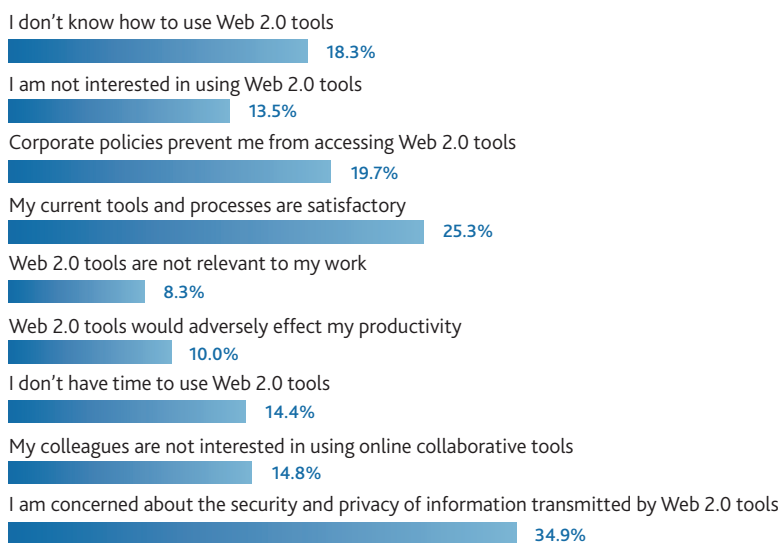 I don’t know how to use Web 2.0 tools
18.3%
I am not interested in using Web 2.0 tools
13.5%
Corporate policies prevent me from accessing Web 2.0 tools
19.7%
My current tools and processes are satisfactory
25.3%
Web 2.0 tools are not relevant to my work
8.3%
Web 2.0 tools would adversely effect my productivity
10.0%
I don’t have time to use Web 2.0 tools
14.4%
My colleagues are not interested in using online collaborative tools
14.8%
I am concerned about the security and privacy of information transmitted by Web 2.0 tools
34.9%